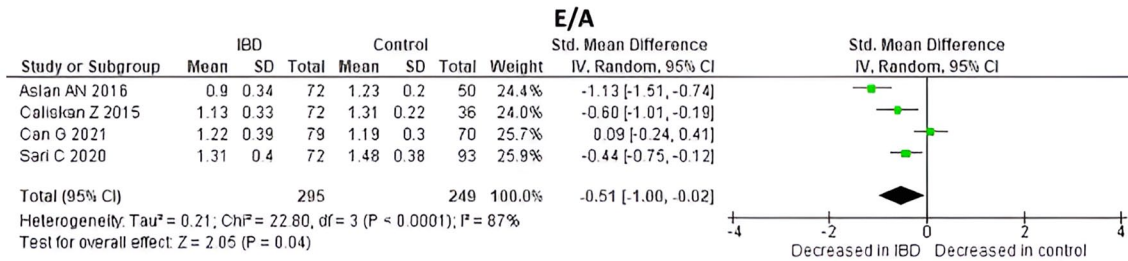 E/A
IBD Control Std. Mean Difference Std. Mean Difference
Study or Subgroup Mean SD Total Mean SD Total Weight IV, Random, 95% CI IV, Random, 95% CI
Aslan AN 2016 0.9 0.34 72 1.23 0.2 50 24.4% -1.13 [-1.51, -0.74]
Caliskan Z 2015 1.13 0.33 72 1.31 0.22 36 24.0% -0.60 [-1.01, -0.19]
Can G 2021 1.22 0.39 79 1.19 0.3 70 25.7% 0.09 [-0.24, 0.41]
Sari C 2020 1.31 0.4 72 1.48 0.38 93 25.9% -0.44 [-0.75, -0.12]
Total (95% CI) 295 249 100.0% -0.51 [-1.00, -0.02]
Heterogeneity: Tau² = 0.21; Chi² = 22.80, df = 3 (P < 0.0001); I² = 87%
Test for overall effect: Z = 2.05 (P = 0.04)
-4 -2 0 2 4
Decreased in IBD Decreased in control